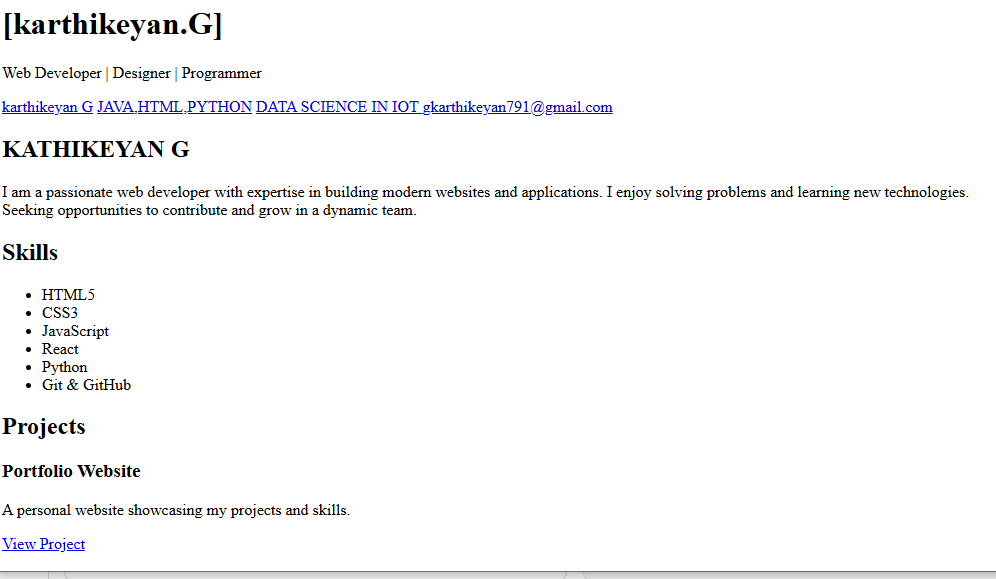 [karthikeyan.G]
Web Developer | Designer | Programmer
karthikeyan G JAVA,HTML,PYTHON DATA SCIENCE IN IOT gkarthikeyan791@gmail.com
KATHIKEYAN G
I am a passionate web developer with expertise in building modern websites and applications. I enjoy solving problems and learning new technologies.
Seeking opportunities to contribute and grow in a dynamic team.
Skills
• HTML5
• CSS3
• JavaScript
• React
• Python
• Git & GitHub
Projects
Portfolio Website
A personal website showcasing my projects and skills.
View Project